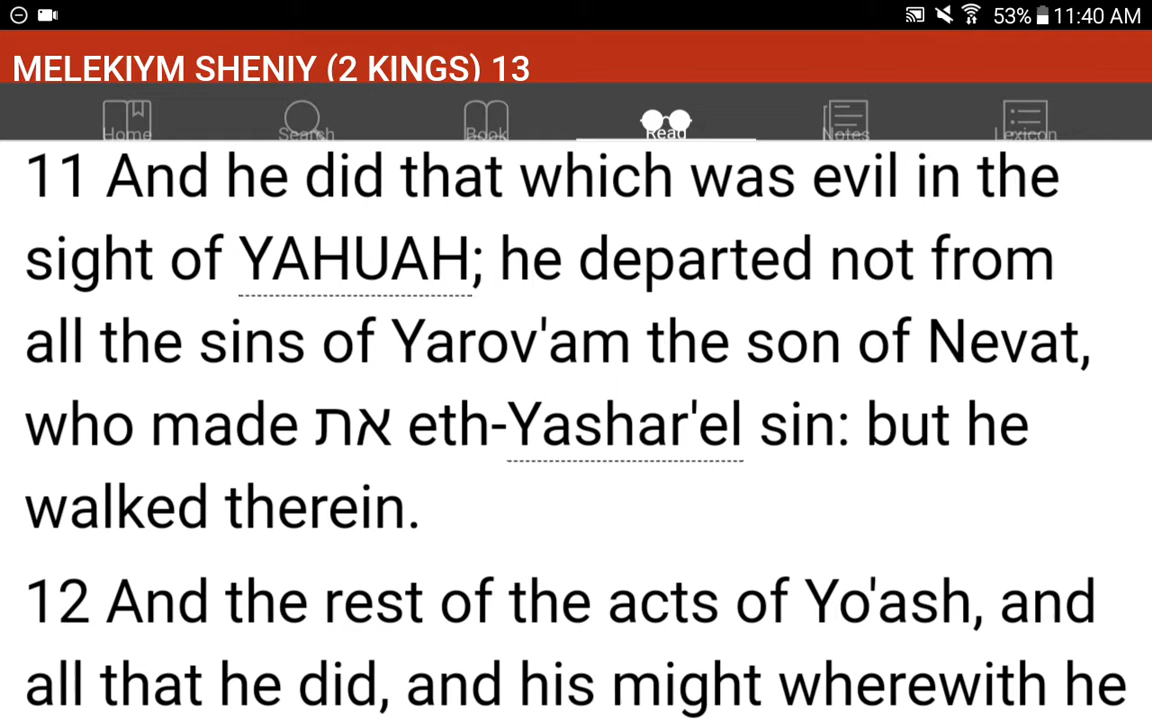 53% 11:40 AM
MELEKIYM SHENIY (2 KINGS) 13
Home Search Book Read Notes Lexicon
11 And he did that which was evil in the
sight of YAHUAH; he departed not from
all the sins of Yarov'am the son of Nevat,
who made את eth-Yashar'el sin: but he
walked therein.
12 And the rest of the acts of Yo'ash, and
all that he did, and his might wherewith he